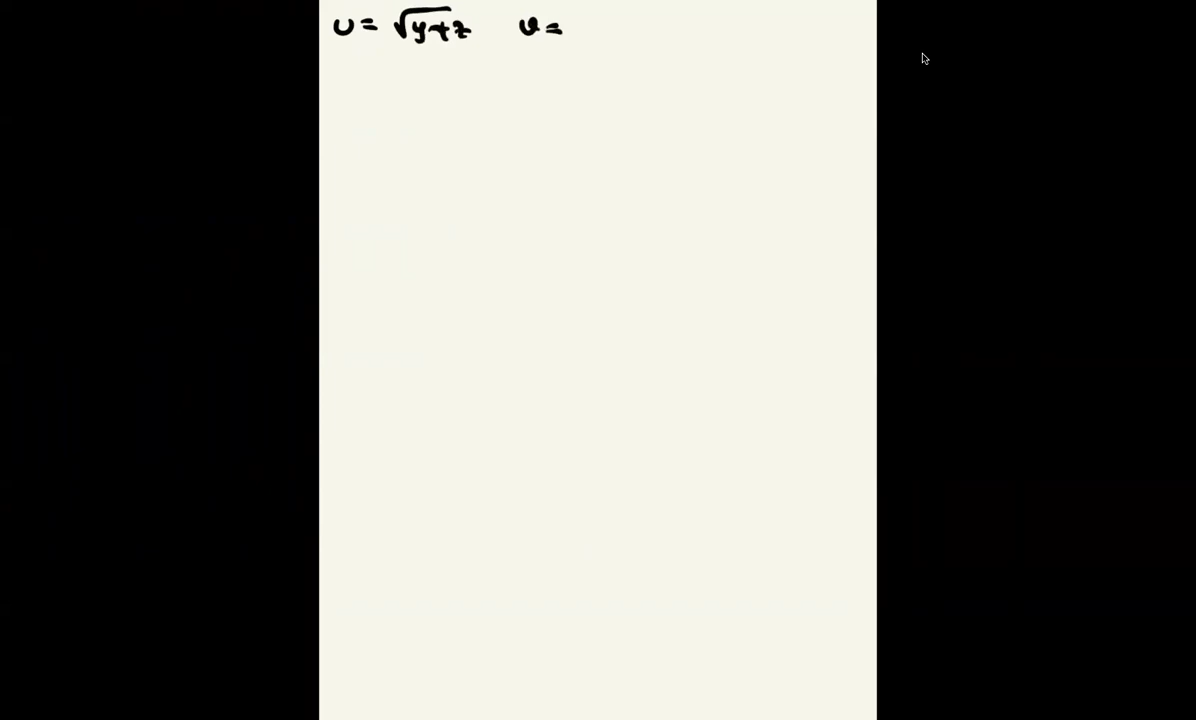 u = √y+z v =